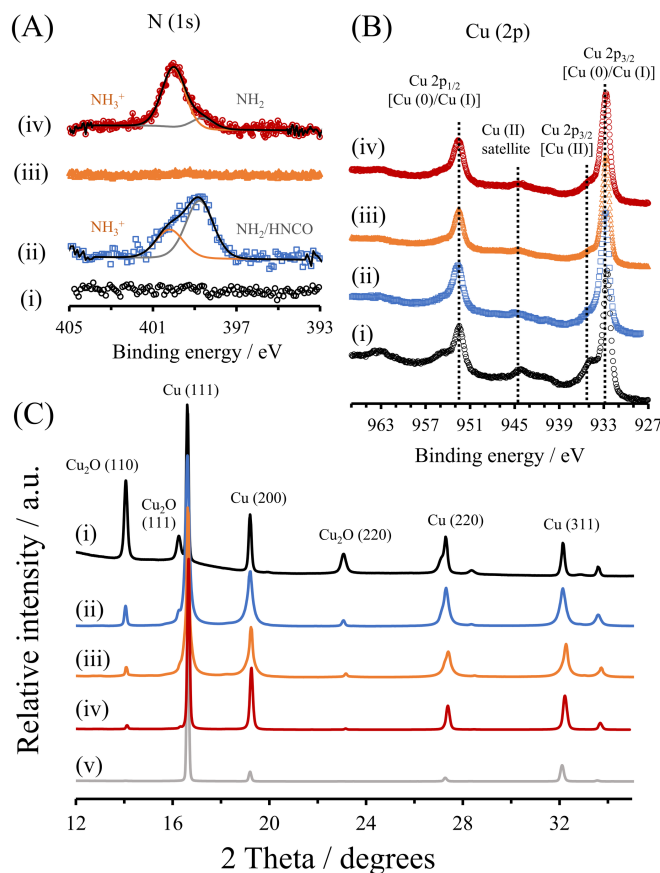 (A)
N (1s)
NH₃⁺
NH₂
(iv)
(iii)
NH₃⁺
NH₂/HNCO
(ii)
(i)
405
401
397
393
Binding energy / eV
(B)
Cu (2p)
Cu 2p₃/₂
[Cu (0)/Cu (I)]
Cu 2p₁/₂
[Cu (0)/Cu (I)]
Cu (II)
satellite
Cu 2p₃/₂
[Cu (II)]
(iv)
(iii)
(ii)
(i)
963
957
951
945
939
933
927
Binding energy / eV
(C)
Cu (111)
Cu₂O (110)
Cu₂O
(111)
Cu (200)
Cu₂O (220)
Cu (220)
Cu (311)
(i)
(ii)
(iii)
(iv)
(v)
Relative intensity / a.u.
12
16
19
23
28
32
2 Theta / degrees